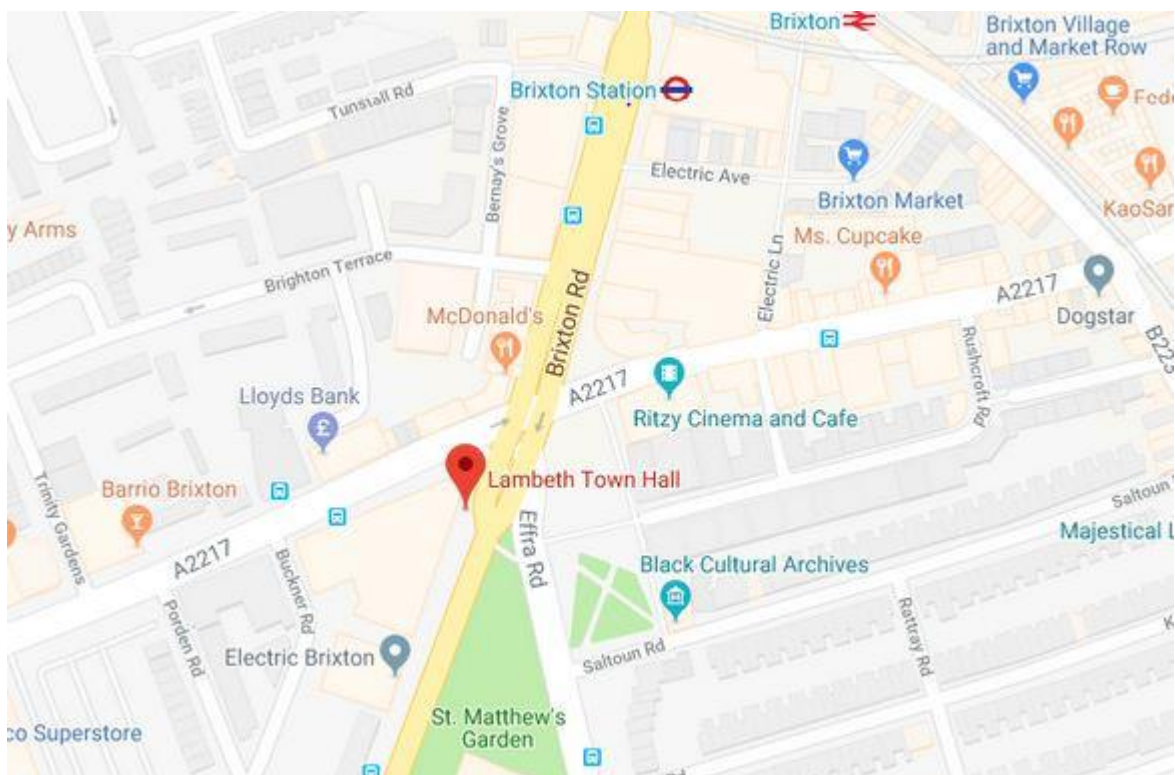 Brixton
Brixton Village
and Market Row
Brixton Station
Tunstall Rd
Bernay's Grove
Electric Ave
Brixton Market
KaoSar
y Arms
Ms. Cupcake
Electric Ln
Brighton Terrace
A2217
Dogstar
McDonald's
Brixton Rd
Rushcroft Rd
B223
A2217
Lloyds Bank
£
Ritzy Cinema and Cafe
Lambeth Town Hall
Barrio Brixton
Trinity Gardens
A2217
Effra Rd
Saltoun
Majestical L
Buckner Rd
Black Cultural Archives
Porden Rd
Rattray Rd
Electric Brixton
Saltoun Rd
K
St. Matthew's
Garden
co Superstore